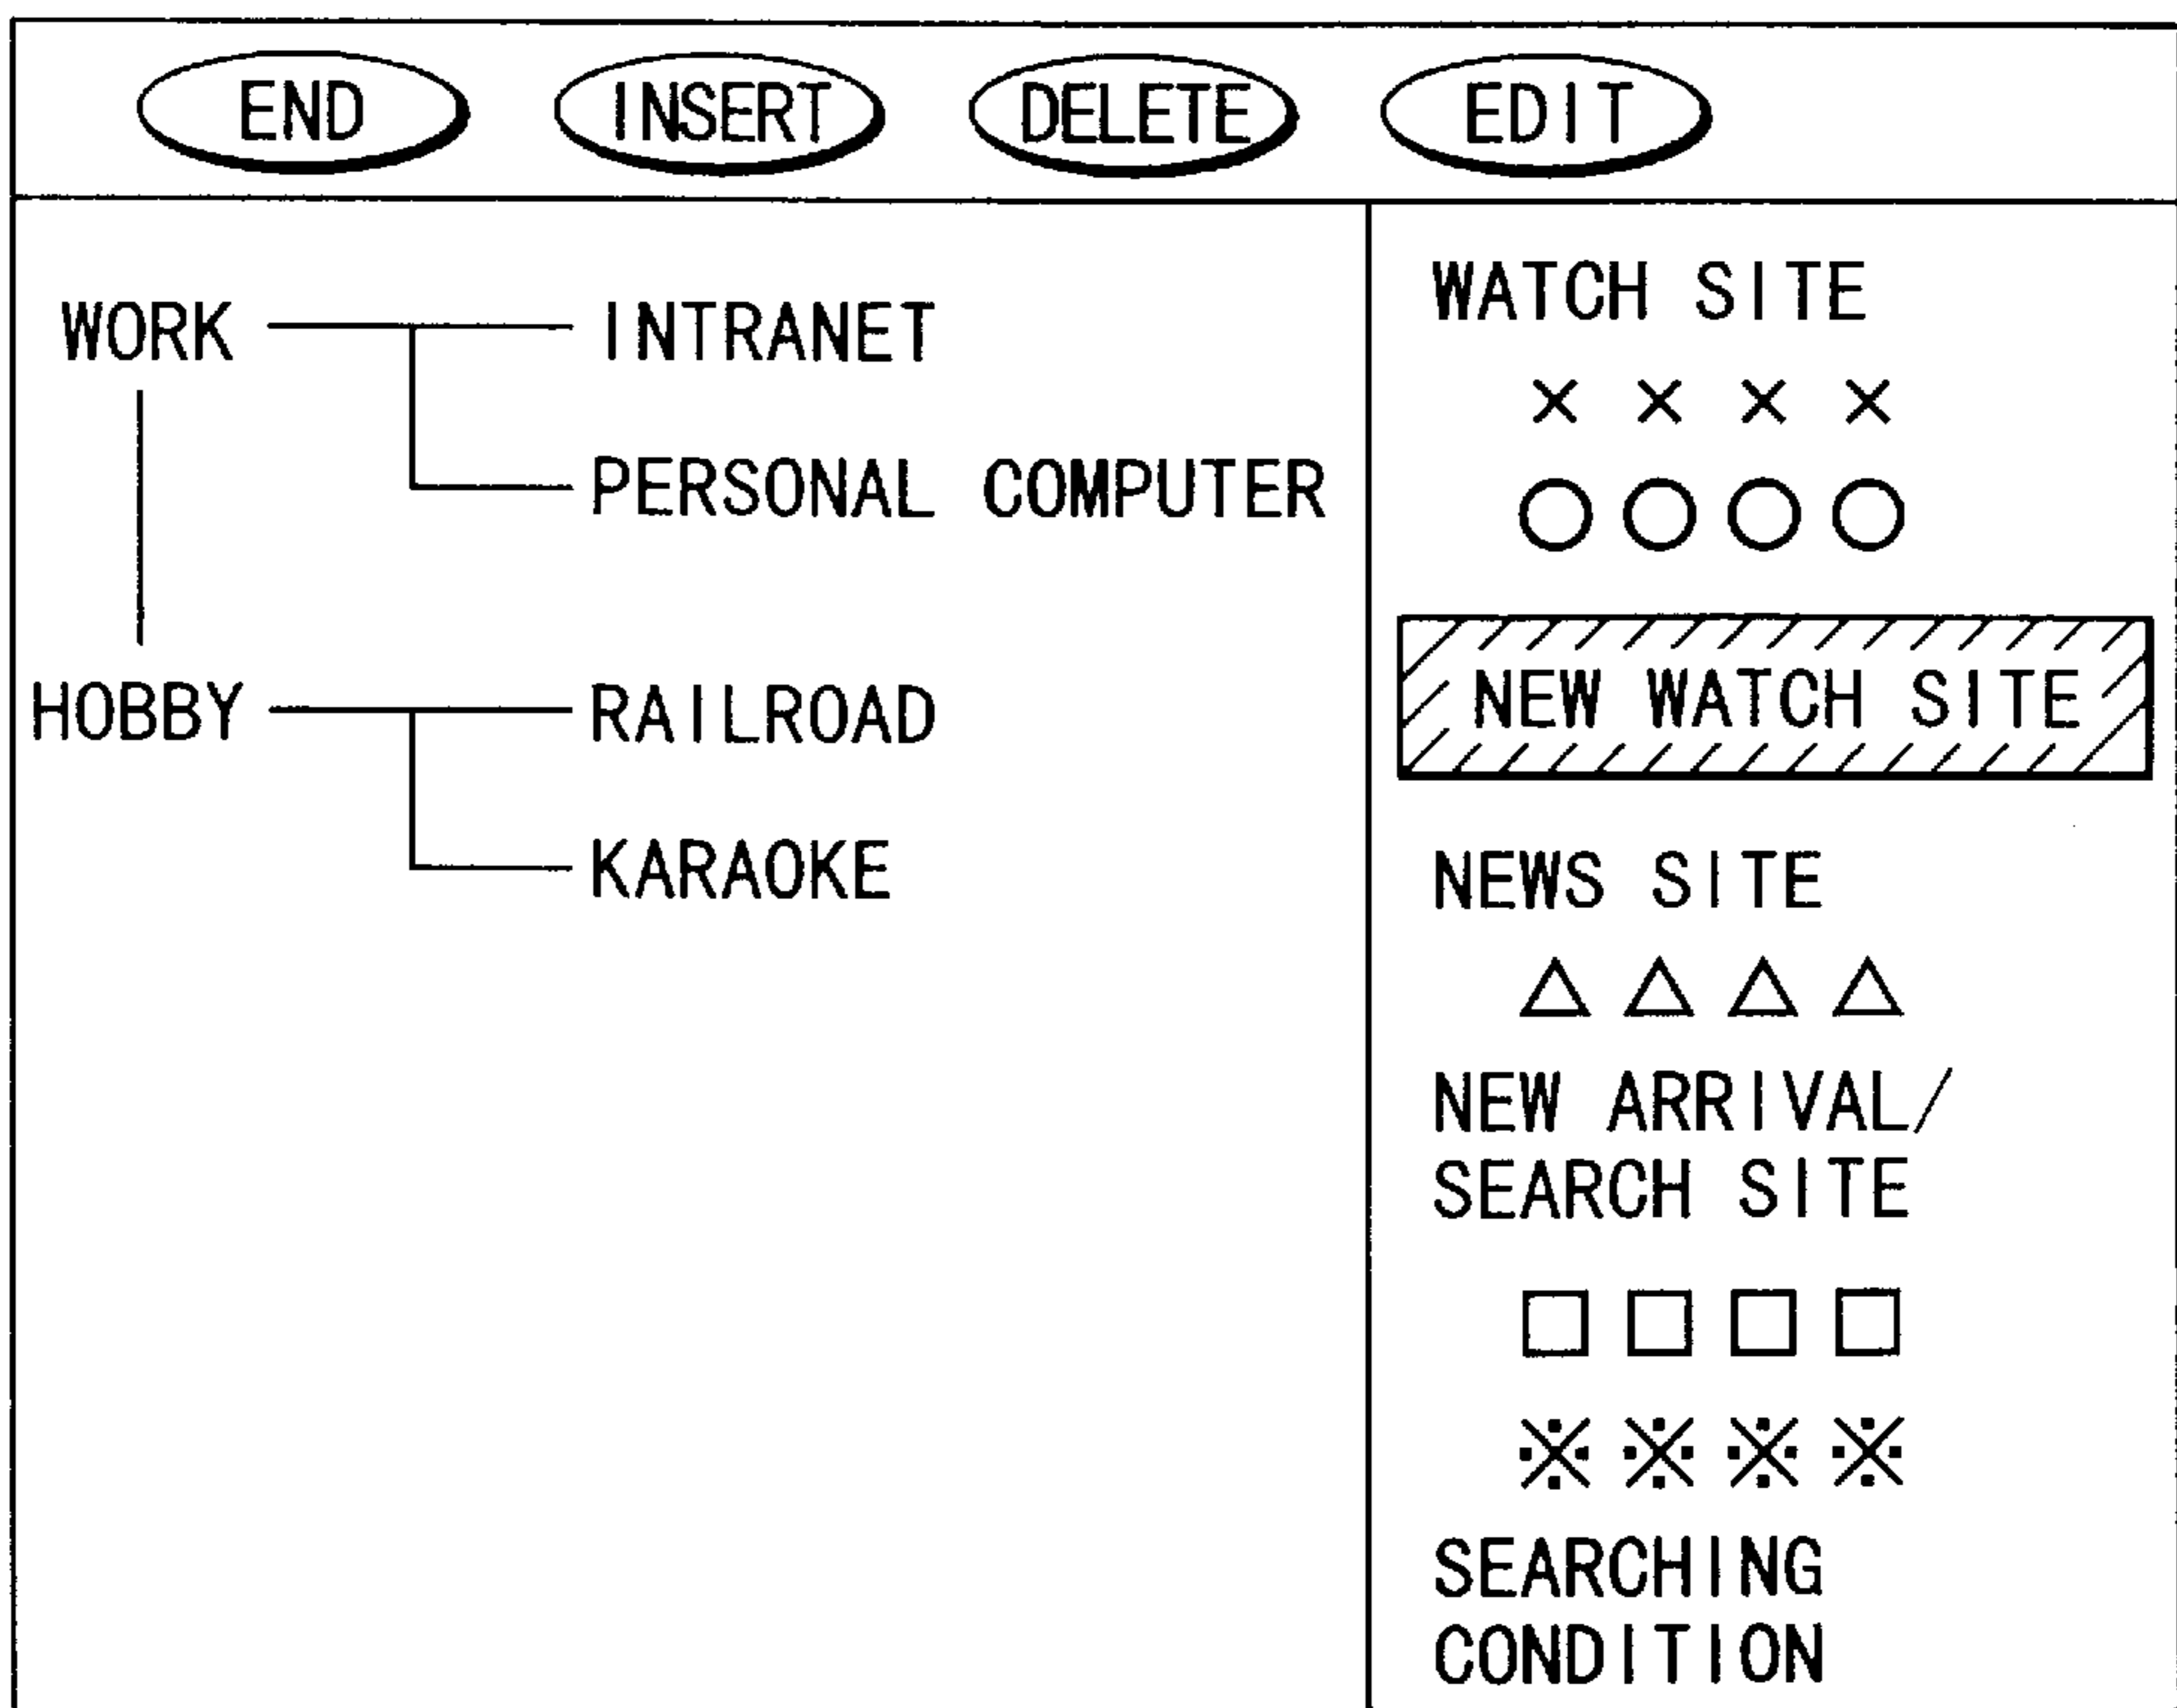 END INSERT DELETE EDIT
WORK INTRANET
PERSONAL COMPUTER
HOBBY RAILROAD
KARAOKE
WATCH SITE
××××
○○○○
NEW WATCH SITE
NEWS SITE
△△△△
NEW ARRIVAL/
SEARCH SITE
□□□□
※※※※
SEARCHING
CONDITION